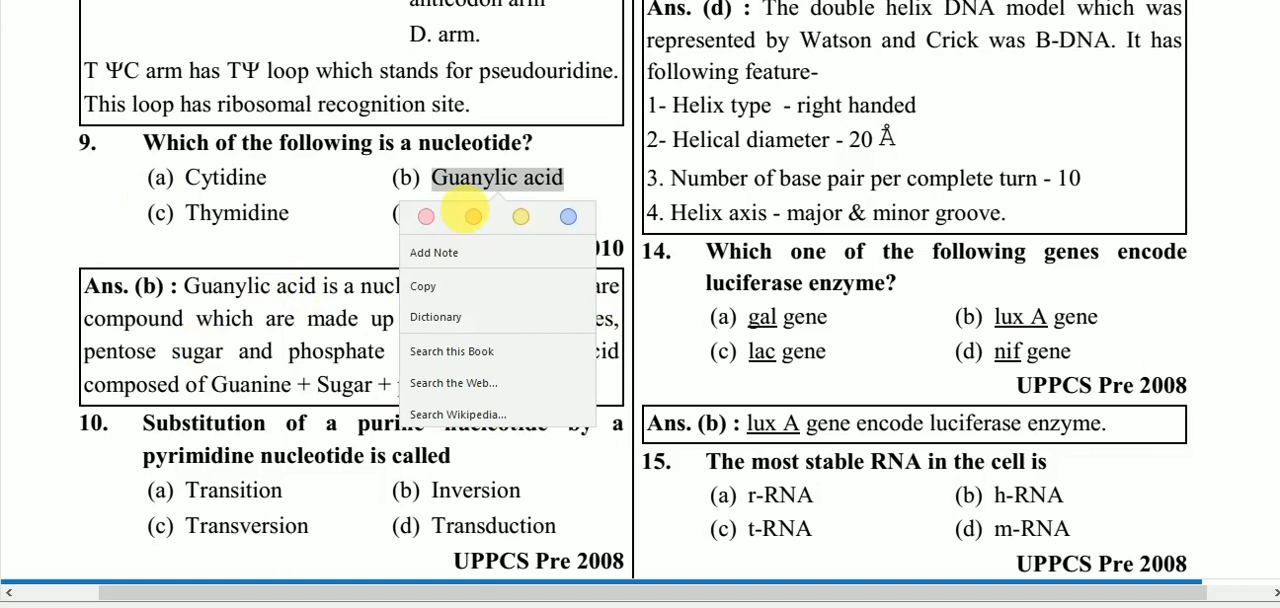 D. arm.
T ΨC arm has TΨ loop which stands for pseudouridine.
This loop has ribosomal recognition site.
9. Which of the following is a nucleotide?
(a) Cytidine (b) Guanylic acid
(c) Thymidine (
010
Ans. (b) : Guanylic acid is a nucl are
compound which are made up es,
pentose sugar and phosphate cid
composed of Guanine + Sugar +
Add Note
Copy
Dictionary
Search this Book
Search the Web...
Search Wikipedia...
10. Substitution of a purine nucleotide by a
pyrimidine nucleotide is called
(a) Transition (b) Inversion
(c) Transversion (d) Transduction
UPPCS Pre 2008
Ans. (d) : The double helix DNA model which was
represented by Watson and Crick was B-DNA. It has
following feature-
1- Helix type - right handed
2- Helical diameter - 20 Å
3. Number of base pair per complete turn - 10
4. Helix axis - major & minor groove.
14. Which one of the following genes encode
luciferase enzyme?
(a) gal gene (b) lux A gene
(c) lac gene (d) nif gene
UPPCS Pre 2008
Ans. (b) : lux A gene encode luciferase enzyme.
15. The most stable RNA in the cell is
(a) r-RNA (b) h-RNA
(c) t-RNA (d) m-RNA
UPPCS Pre 2008